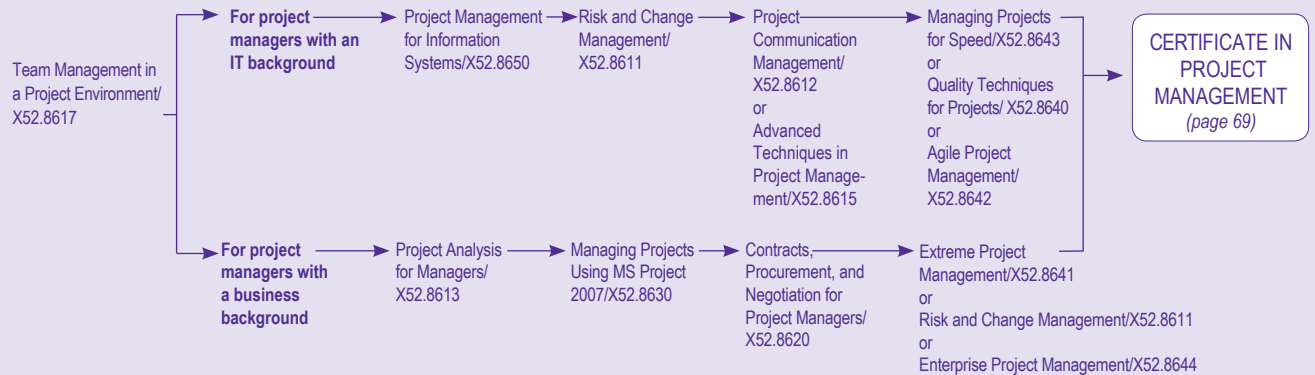 Team Management in
a Project Environment/
X52.8617
For project
managers with an
IT background
Project Management
for Information
Systems/X52.8650
Risk and Change
Management/
X52.8611
Project
Communication
Management/
X52.8612
or
Advanced
Techniques in
Project Manage-
ment/X52.8615
Managing Projects
for Speed/X52.8643
or
Quality Techniques
for Projects/ X52.8640
or
Agile Project
Management/
X52.8642
For project
managers with
a business
background
Project Analysis
for Managers/
X52.8613
Managing Projects
Using MS Project
2007/X52.8630
Contracts,
Procurement, and
Negotiation for
Project Managers/
X52.8620
Extreme Project
Management/X52.8641
or
Risk and Change Management/X52.8611
or
Enterprise Project Management/X52.8644
CERTIFICATE IN
PROJECT
MANAGEMENT
(page 69)